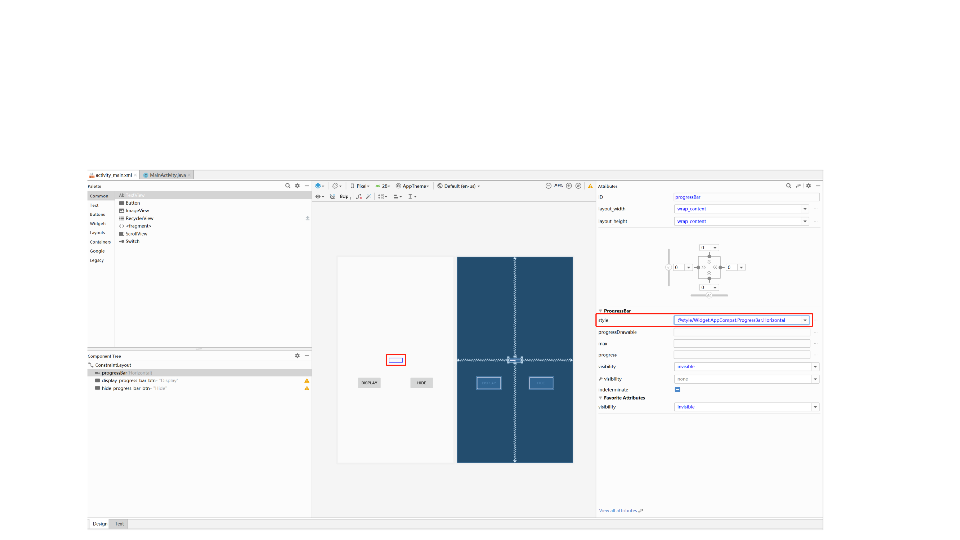 activity_main.xml
MainActivity.java
Palette
Common
Text
Buttons
Widgets
Layouts
Containers
Google
Legacy
Ab TextView
Button
ImageView
RecyclerView
<fragment>
ScrollView
Switch
Component Tree
ConstraintLayout
progressBar (horizontal)
display_progress_bar_btn- "Display"
hide_progress_bar_btn- "Hide"
Design
Text
Pixel
28
AppTheme
Default (en-us)
8dp
DISPLAY
HIDE
Attributes
ID
progressBar
layout_width
wrap_content
layout_height
wrap_content
0
0
0
0
ProgressBar
style
@style/Widget.AppCompat.ProgressBar.Horizontal
progressDrawable
max
progress
visibility
invisible
visibility
none
indeterminate
Favorite Attributes
visibility
invisible
View all attributes